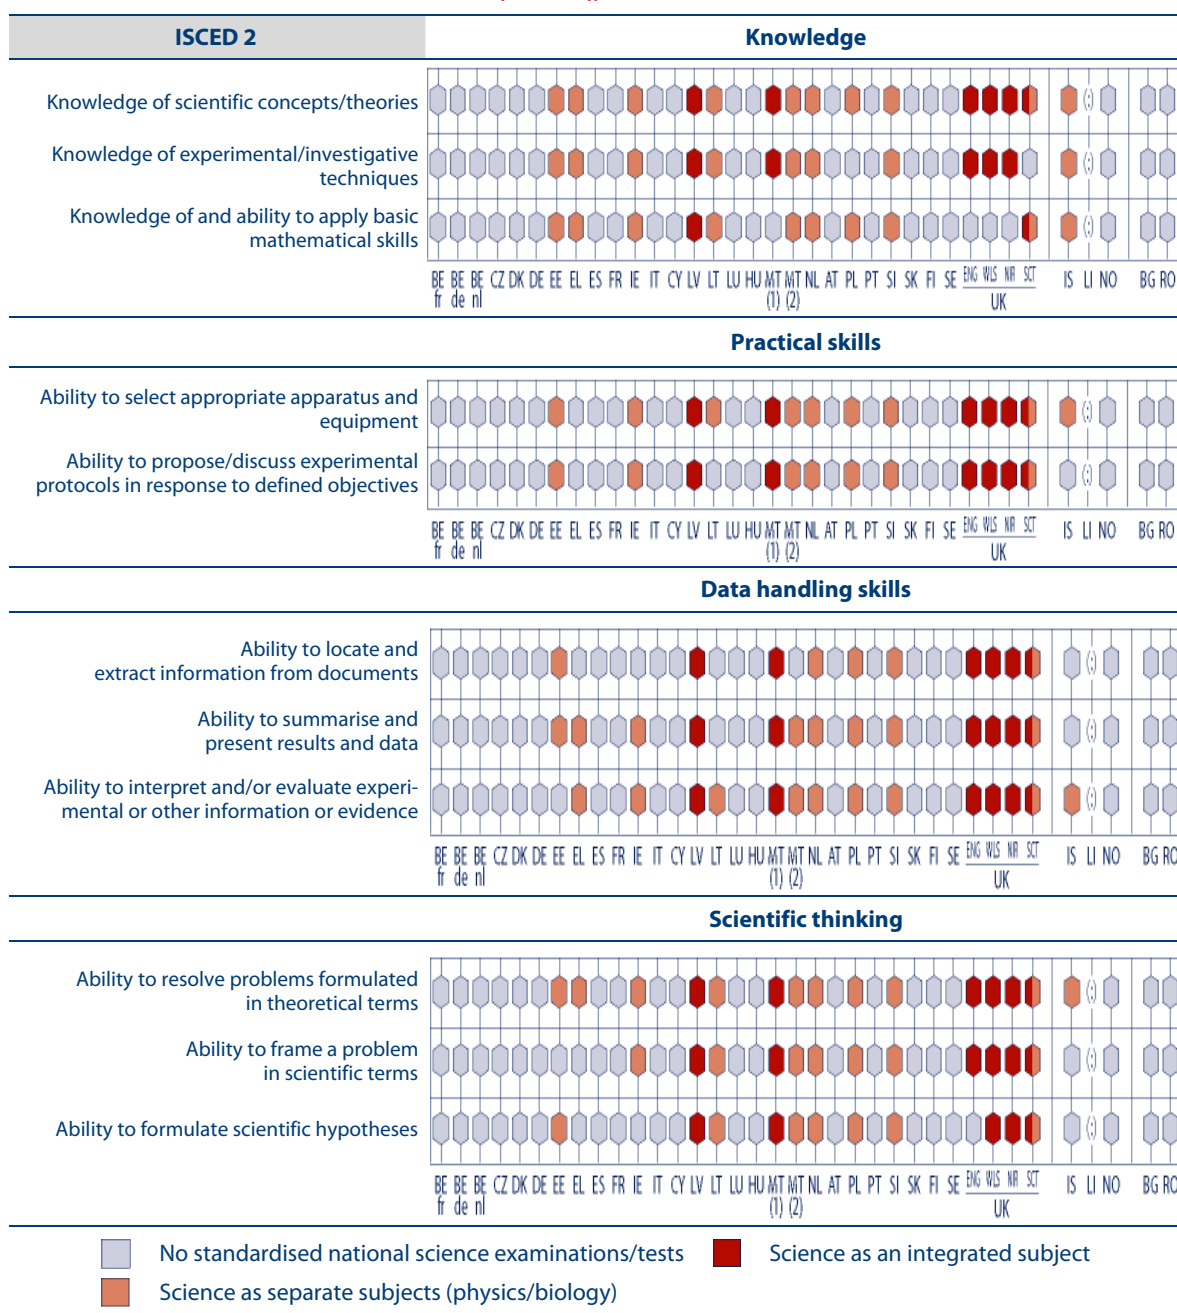 ISCED 2
Knowledge
Knowledge of scientific concepts/theories
Knowledge of experimental/investigative
techniques
Knowledge of and ability to apply basic
mathematical skills
BE BE BE CZ DK DE EE EL ES FR IE IT CY LV LT LU HU MT MT NL AT PL PT SI SK FI SE ENG WLS NIR SCT IS LI NO BG RO
fr de nl (1) (2) UK
Practical skills
Ability to select appropriate apparatus and
equipment
Ability to propose/discuss experimental
protocols in response to defined objectives
BE BE BE CZ DK DE EE EL ES FR IE IT CY LV LT LU HU MT MT NL AT PL PT SI SK FI SE ENG WLS NIR SCT IS LI NO BG RO
fr de nl (1) (2) UK
Data handling skills
Ability to locate and
extract information from documents
Ability to summarise and
present results and data
Ability to interpret and/or evaluate experi-
mental or other information or evidence
BE BE BE CZ DK DE EE EL ES FR IE IT CY LV LT LU HU MT MT NL AT PL PT SI SK FI SE ENG WLS NIR SCT IS LI NO BG RO
fr de nl (1) (2) UK
Scientific thinking
Ability to resolve problems formulated
in theoretical terms
Ability to frame a problem
in scientific terms
Ability to formulate scientific hypotheses
BE BE BE CZ DK DE EE EL ES FR IE IT CY LV LT LU HU MT MT NL AT PL PT SI SK FI SE ENG WLS NIR SCT IS LI NO BG RO
fr de nl (1) (2) UK
No standardised national science examinations/tests Science as an integrated subject
Science as separate subjects (physics/biology)